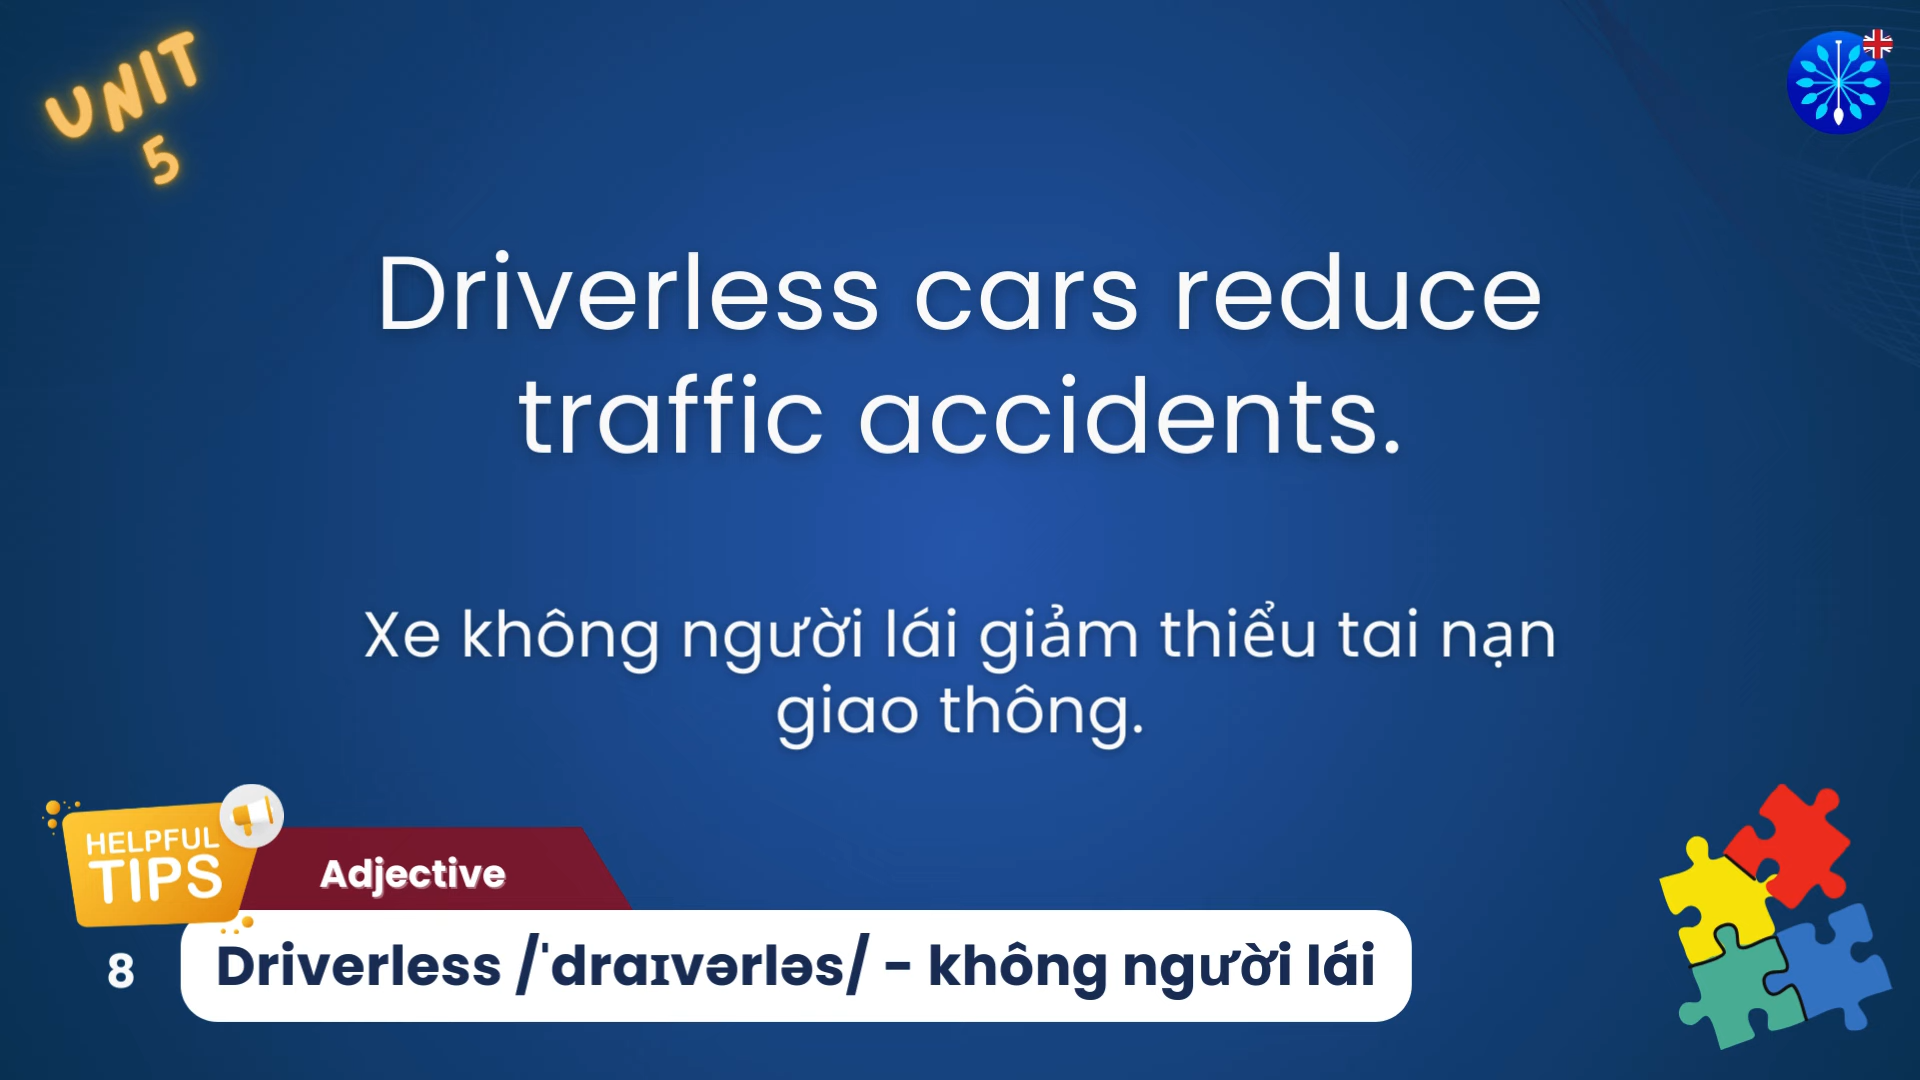 UNIT
5
Driverless cars reduce
traffic accidents.
Xe không người lái giảm thiểu tai nạn
giao thông.
HELPFUL
TIPS
Adjective
8
Driverless /ˈdraɪvərləs/ - không người lái